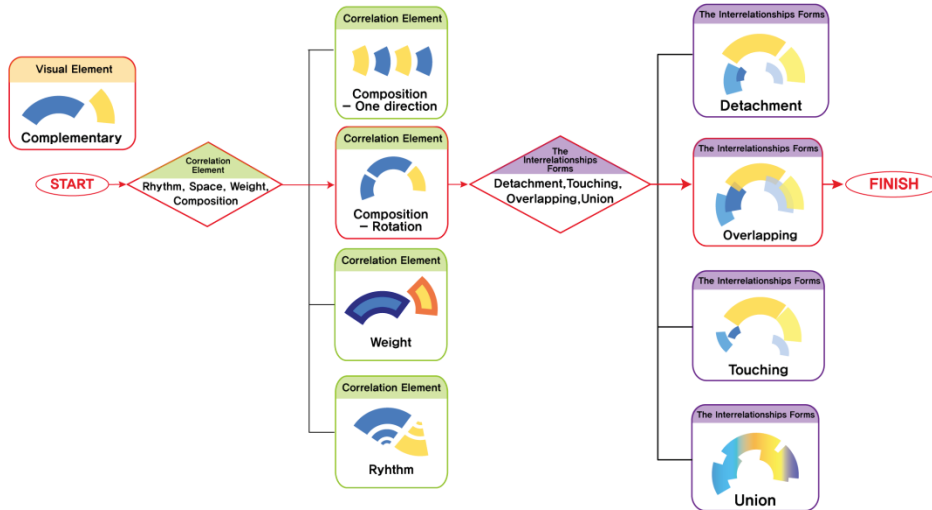 Visual Element
Complementary
START
Correlation
Element
Rhythm, Space, Weight,
Composition
Correlation Element
Composition
– One direction
Correlation Element
Composition
– Rotation
Correlation Element
Weight
Correlation Element
Ryhthm
The
Interrelationships
Forms
Detachment,Touching,
Overlapping,Union
The Interrelationships Forms
Detachment
The Interrelationships Forms
Overlapping
FINISH
The Interrelationships Forms
Touching
The Interrelationships Forms
Union